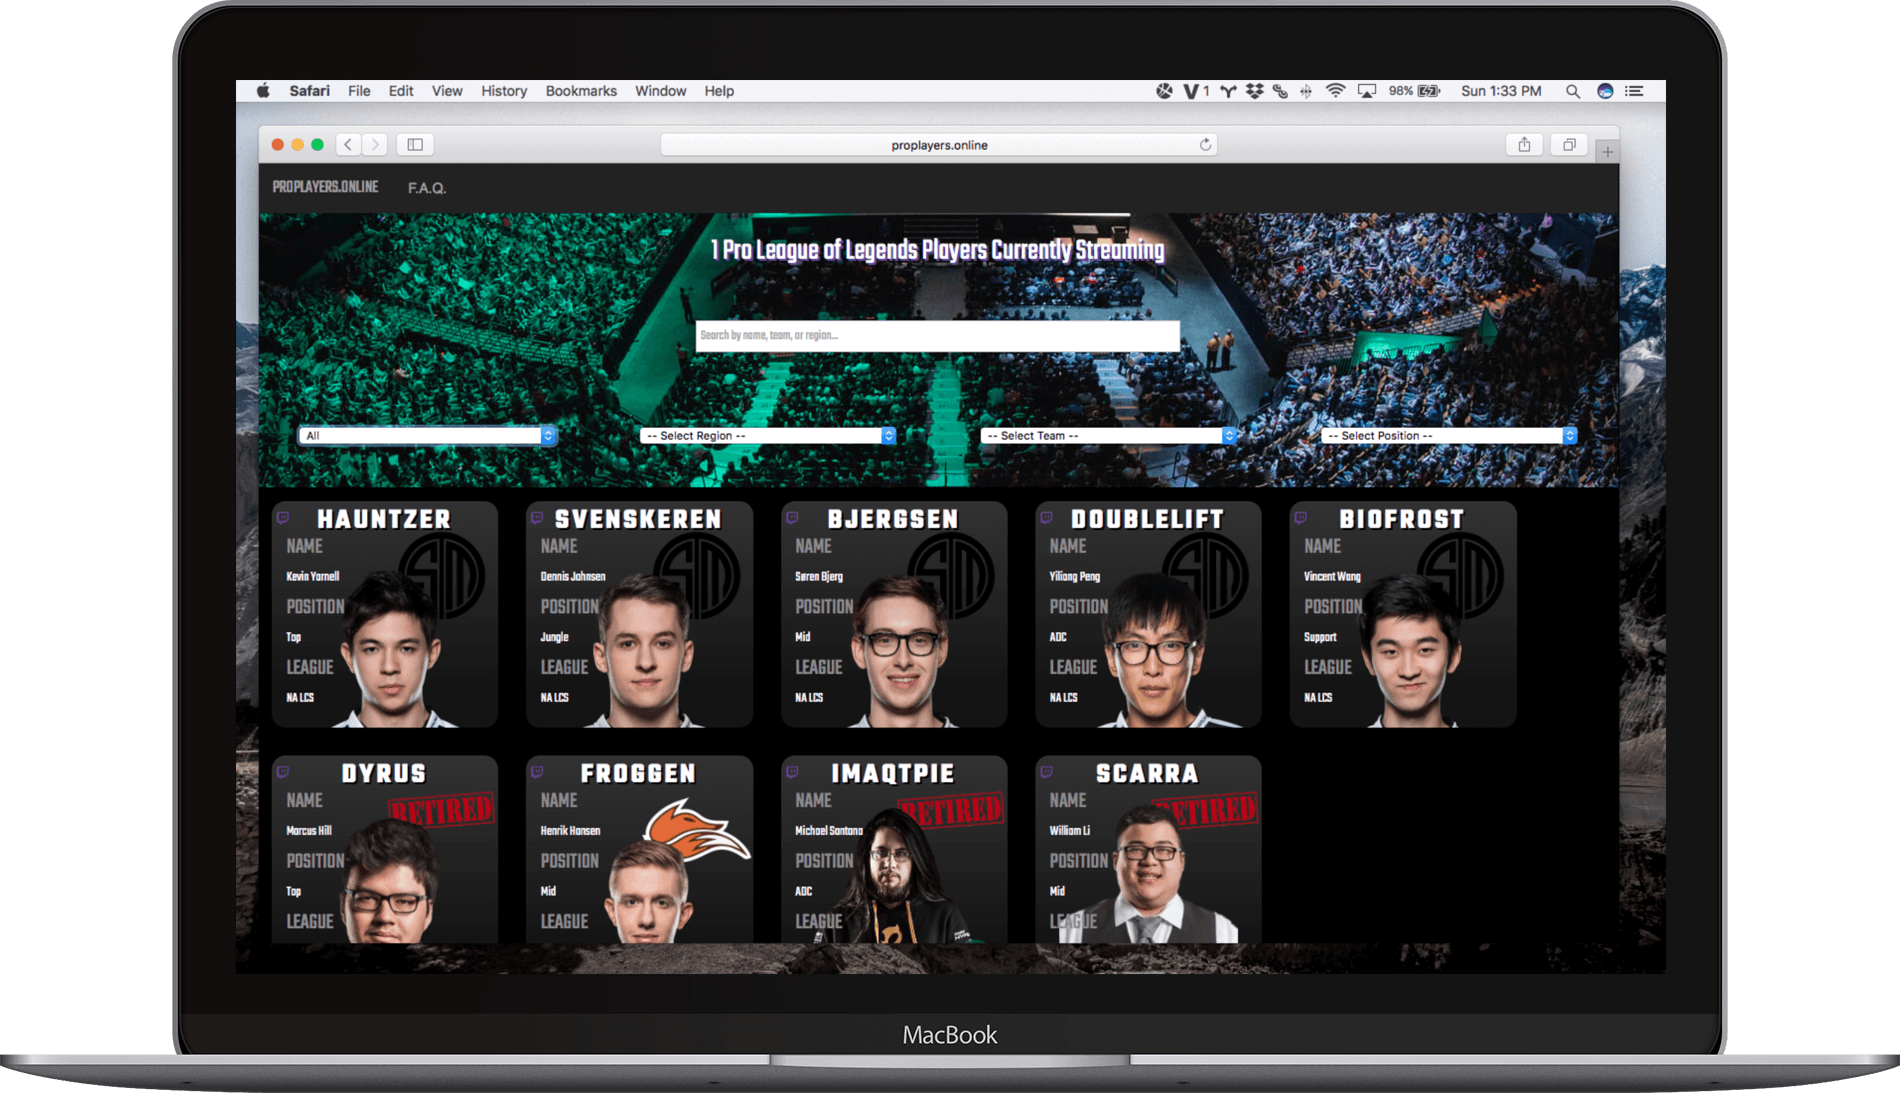 Safari File Edit View History Bookmarks Window Help 1 98% Sun 1:33 PM
proplayers.online
PROPLAYERS.ONLINE F.A.Q.
1 Pro League of Legends Players Currently Streaming
Search by name, team, or region...
All -- Select Region -- -- Select Team -- -- Select Position --
HAUNTZER
NAME
Kevin Yarnell
POSITION
Top
LEAGUE
NA LCS
SVENSKEREN
NAME
Dennis Johnsen
POSITION
Jungle
LEAGUE
NA LCS
BJERGSEN
NAME
Søren Bjerg
POSITION
Mid
LEAGUE
NA LCS
DOUBLELIFT
NAME
Yiliang Peng
POSITION
ADC
LEAGUE
NA LCS
BIOFROST
NAME
Vincent Wang
POSITION
Support
LEAGUE
NA LCS
DYRUS
NAME
RETIRED
Marcus Hill
POSITION
Top
LEAGUE
FROGGEN
NAME
Henrik Hansen
POSITION
Mid
LEAGUE
IMAQTPIE
NAME
RETIRED
Michael Santana
POSITION
ADC
LEAGUE
SCARRA
NAME
RETIRED
William Li
POSITION
Mid
LEAGUE
MacBook